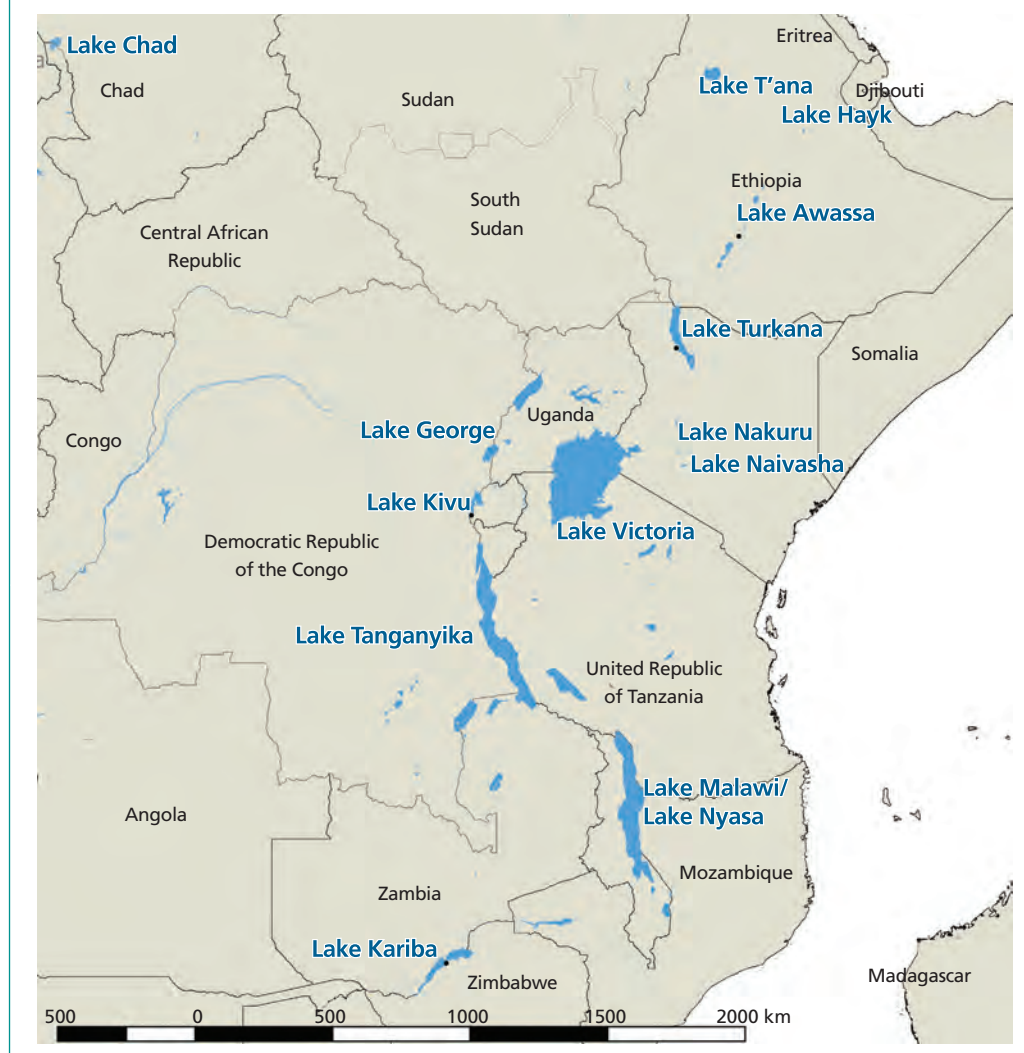 Eritrea
Lake Chad
Chad
Lake T’ana
Djibouti
Sudan
Lake Hayk
Ethiopia
South
Sudan
Lake Awassa
Central African
Republic
Lake Turkana
Somalia
Uganda
Lake George
Lake Nakuru
Congo
Lake Naivasha
Lake Kivu
Lake Victoria
Democratic Republic
of the Congo
Lake Tanganyika
United Republic
of Tanzania
Lake Malawi/
Lake Nyasa
Angola
Mozambique
Zambia
Lake Kariba
Zimbabwe
Madagascar
500 0 500 1000 1500 2000 km